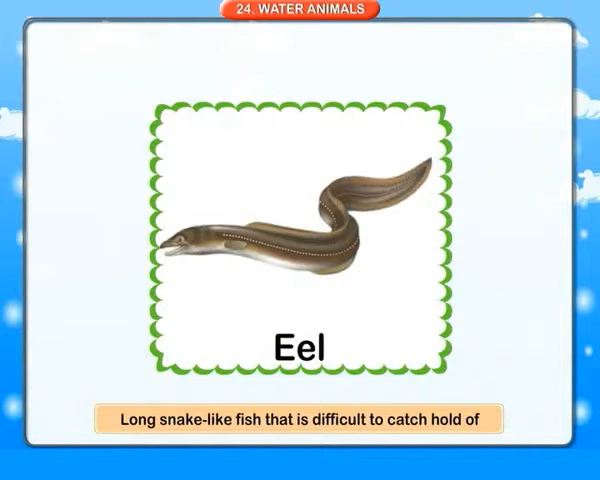 24. WATER ANIMALS
Eel
Long snake-like fish that is difficult to catch hold of